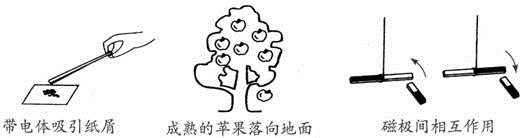 带电体吸引纸屑
成熟的苹果落向地面
磁极间相互作用